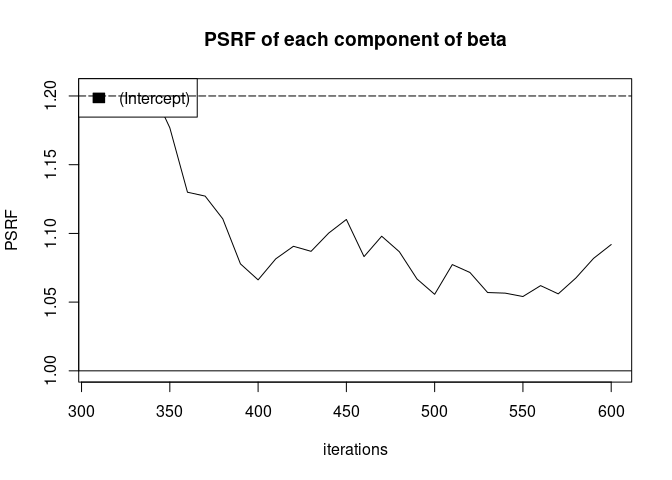 PSRF of each component of beta
(Intercept)
PSRF
1.20
1.15
1.10
1.05
1.00
300 350 400 450 500 550 600
iterations